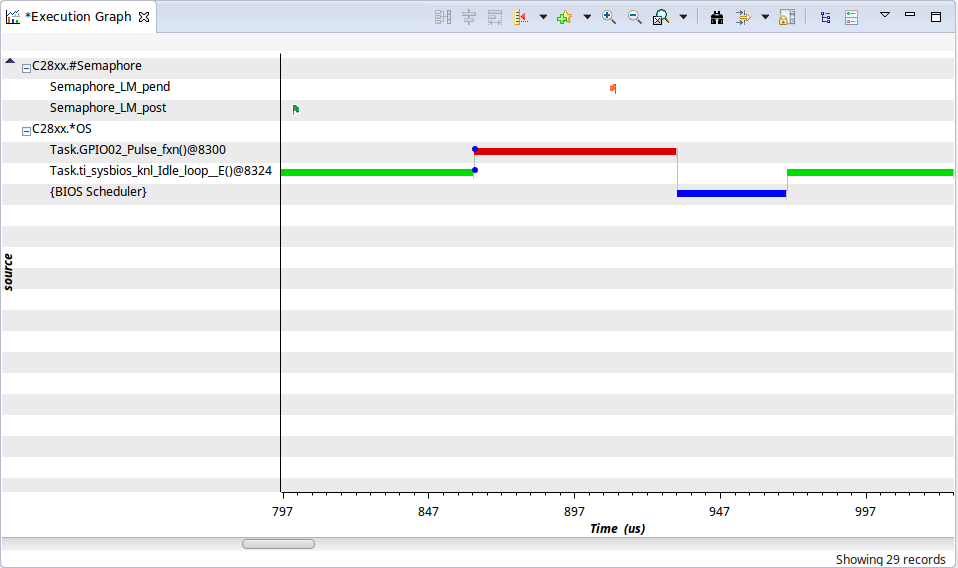 *Execution Graph
C28xx.#Semaphore
Semaphore_LM_pend
Semaphore_LM_post
C28xx.*OS
Task.GPIO02_Pulse_fxn()@8300
Task.ti_sysbios_knl_Idle_loop__E()@8324
{BIOS Scheduler}
source
797 847 897 947 997
Time (us)
Showing 29 records